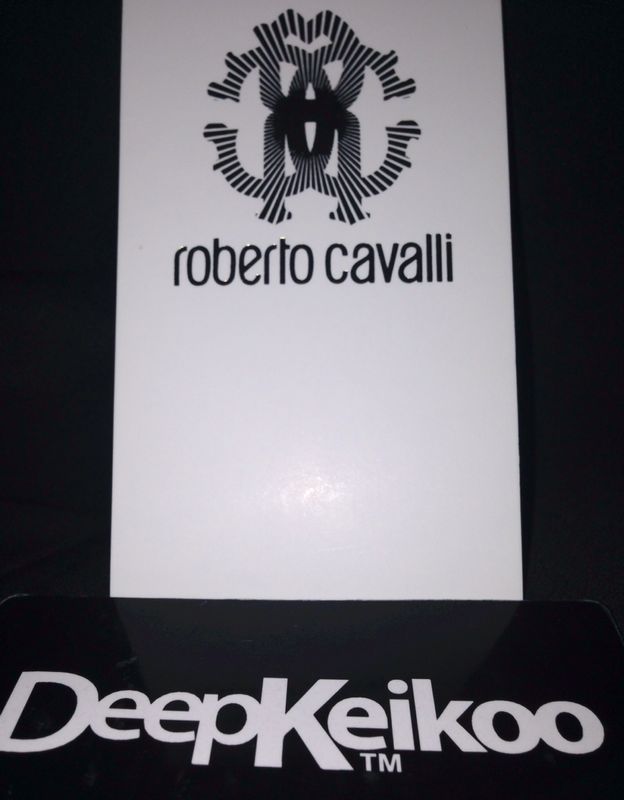 roberto cavalli
DeepKeikoo
TM